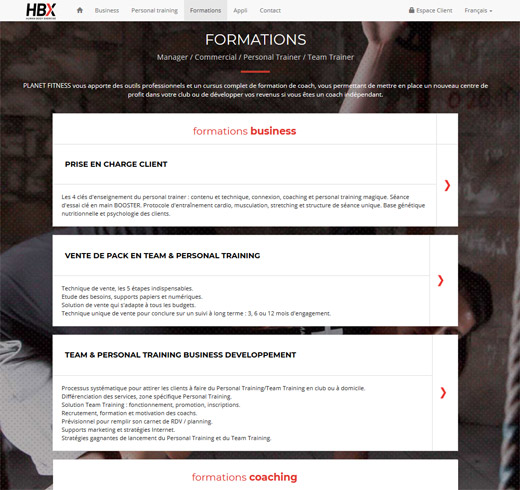 HBX
Business Personal training Formations Appli Contact Espace Client Français
FORMATIONS
Manager / Commercial / Personal Trainer / Team Trainer
PLANET FITNESS vous apporte des outils professionnels et un cursus complet de formation de coach, vous permettant de mettre en place un nouveau centre de
profit dans votre club ou de développer vos revenus si vous êtes un coach indépendant.
formations business
PRISE EN CHARGE CLIENT
Les 4 clés d'enseignement du personal trainer : contenu et technique, connexion, coaching et personal training magique. Séance
d'essai clé en main BOOSTER. Protocole d'entraînement cardio, musculation, stretching et structure de séance unique. Base génétique
nutritionnelle et psychologie des clients.
VENTE DE PACK EN TEAM & PERSONAL TRAINING
Technique de vente, les 5 étapes indispensables.
Etude des besoins, supports papiers et numériques.
Solution de vente qui s'adapte à tous les budgets.
Technique unique de vente pour conclure sur un suivi à long terme : 3, 6 ou 12 mois d'engagement.
TEAM & PERSONAL TRAINING BUSINESS DEVELOPPEMENT
Processus systématique pour attirer les clients à faire du Personal Training/Team Training en club ou à domicile.
Différenciation des services, zone spécifique Personal Training.
Solution Team Training : fonctionnement, promotion, inscriptions.
Recrutement, formation et motivation des coachs.
Prévisionnel pour remplir son carnet de RDV / planning.
Supports marketing et stratégies Internet.
Stratégies gagnantes de lancement du Personal Training et du Team Training.
formations coaching